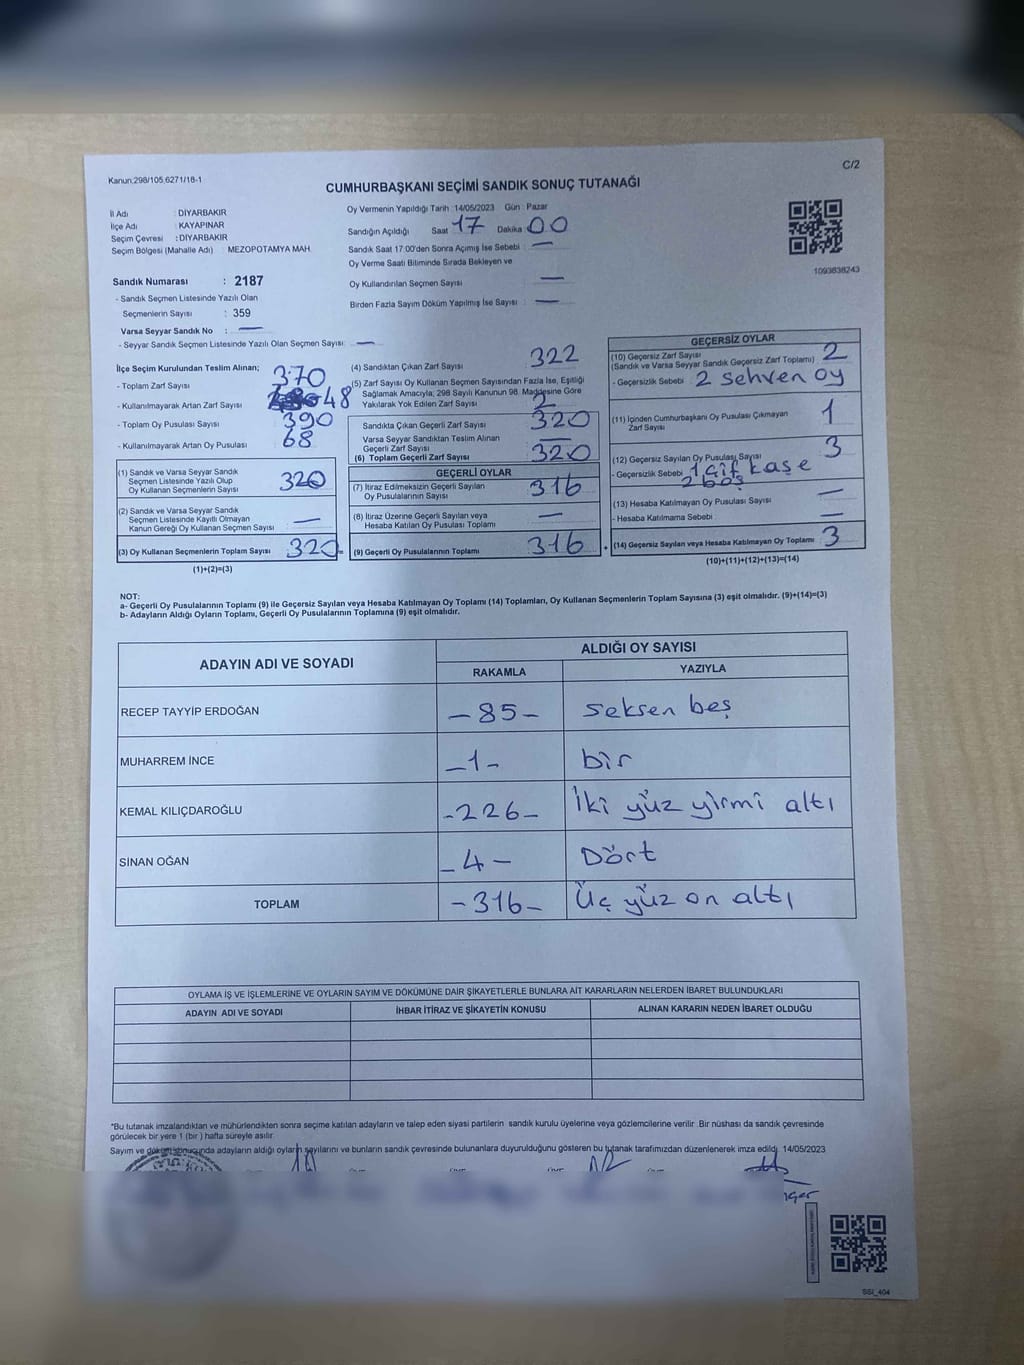 C/2
Kanun:298/105,6271/18-1
CUMHURBAŞKANI SEÇİMİ SANDIK SONUÇ TUTANAĞI
İl Adı : DİYARBAKIR
İlçe Adı : KAYAPINAR
Seçim Çevresi : DİYARBAKIR
Seçim Bölgesi (Mahalle Adı) : MEZOPOTAMYA MAH.
Oy Vermenin Yapıldığı Tarih :14/05/2023 Gün : Pazar
Sandığın Açıldığı Saat 17 Dakika 00
Sandık Saat 17:00'den Sonra Açımış İse Sebebi : —
Oy Verme Saati Bitiminde Sırada Bekleyen ve
Oy Kullandırılan Seçmen Sayısı : —
Birden Fazla Sayım Döküm Yapılmış İse Sayısı : —
1093838243
Sandık Numarası : 2187
- Sandık Seçmen Listesinde Yazılı Olan
Seçmenlerin Sayısı : 359
Varsa Seyyar Sandık No : —
- Seyyar Sandık Seçmen Listesinde Yazılı Olan Seçmen Sayısı: —
İlçe Seçim Kurulundan Teslim Alınan;
- Toplam Zarf Sayısı 370
- Kullanılmayarak Artan Zarf Sayısı 48
- Toplam Oy Pusulası Sayısı 390
- Kullanılmayarak Artan Oy Pusulası 68
(1) Sandık ve Varsa Seyyar Sandık
Seçmen Listesinde Yazılı Olup
Oy Kullanan Seçmenlerin Sayısı 320
(2) Sandık ve Varsa Seyyar Sandık
Seçmen Listesinde Kayıtlı Olmayan
Kanun Gereği Oy Kullanan Seçmen Sayısı —
(3) Oy Kullanan Seçmenlerin Toplam Sayısı 320
(1)+(2)=(3)
(4) Sandıktan Çıkan Zarf Sayısı 322
(5) Zarf Sayısı Oy Kullanan Seçmen Sayısından Fazla İse, Eşitliği
Sağlamak Amacıyla; 298 Sayılı Kanunun 98. Maddesine Göre
Yakılarak Yok Edilen Zarf Sayısı 2
Sandıkta Çıkan Geçerli Zarf Sayısı 320
Varsa Seyyar Sandıktan Teslim Alınan
Geçerli Zarf Sayısı —
(6) Toplam Geçerli Zarf Sayısı 320
GEÇERLİ OYLAR
(7) İtiraz Edilmeksizin Geçerli Sayılan
Oy Pusulalarının Sayısı 316
(8) İtiraz Üzerine Geçerli Sayılan veya
Hesaba Katılan Oy Pusulası Toplamı —
= (9) Geçerli Oy Pusulalarının Toplamı 316
GEÇERSİZ OYLAR
(10) Geçersiz Zarf Sayısı 2
(Sandık ve Varsa Seyyar Sandık Geçersiz Zarf Toplamı)
- Geçersizlik Sebebi : 2 sehven oy
(11) İçinden Cumhurbaşkanı Oy Pusulası Çıkmayan
Zarf Sayısı 1
(12) Geçersiz Sayılan Oy Pusulası Sayısı 3
- Geçersizlik Sebebi 1 çift kaşe
2 boş
(13) Hesaba Katılmayan Oy Pusulası Sayısı —
- Hesaba Katılmama Sebebi —
+ (14) Geçersiz Sayılan veya Hesaba Katılmayan Oy Toplamı 3
(10)+(11)+(12)+(13)=(14)
NOT:
a- Geçerli Oy Pusulalarının Toplamı (9) ile Geçersiz Sayılan veya Hesaba Katılmayan Oy Toplamı (14) Toplamları, Oy Kullanan Seçmenlerin Toplam Sayısına (3) eşit olmalıdır. (9)+(14)=(3)
b- Adayların Aldığı Oyların Toplamı, Geçerli Oy Pusulalarının Toplamına (9) eşit olmalıdır.
ADAYIN ADI VE SOYADI ALDIĞI OY SAYISI
RAKAMLA YAZIYLA
RECEP TAYYİP ERDOĞAN –85– seksen beş
MUHARREM İNCE –1– bir
KEMAL KILIÇDAROĞLU –226– İki yüz yirmi altı
SİNAN OĞAN –4– Dört
TOPLAM –316– Üç yüz on altı
OYLAMA İŞ VE İŞLEMLERİNE VE OYLARIN SAYIM VE DÖKÜMÜNE DAİR ŞİKAYETLERLE BUNLARA AİT KARARLARIN NELERDEN İBARET BULUNDUKLARI
ADAYIN ADI VE SOYADI İHBAR İTİRAZ VE ŞİKAYETİN KONUSU ALINAN KARARIN NEDEN İBARET OLDUĞU
*Bu tutanak imzalandıktan ve mühürlendikten sonra seçime katılan adayların ve talep eden siyasi partilerin sandık kurulu üyelerine veya gözlemcilerine verilir .Bir nüshası da sandık çevresinde
görülecek bir yere 1 (bir ) hafta süreyle asılır.
Sayım ve döküm sonucunda adayların aldığı oyların sayılarını ve bunların sandık çevresinde bulunanlara duyurulduğunu gösteren bu tutanak tarafımızdan düzenlenerek imza edildi. 14/05/2023
SSI_404